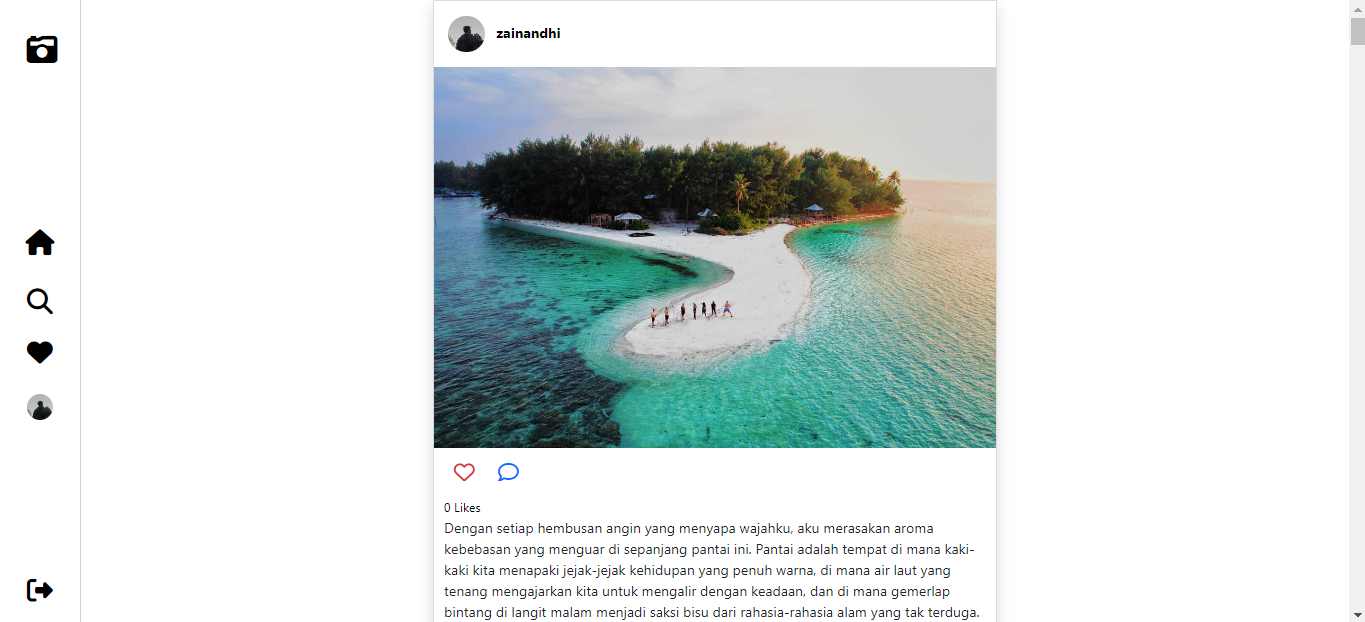 zainandhi
0 Likes
Dengan setiap hembusan angin yang menyapa wajahku, aku merasakan aroma
kebebasan yang menguar di sepanjang pantai ini. Pantai adalah tempat di mana kaki-
kaki kita menapaki jejak-jejak kehidupan yang penuh warna, di mana air laut yang
tenang mengajarkan kita untuk mengalir dengan keadaan, dan di mana gemerlap
bintang di langit malam menjadi saksi bisu dari rahasia-rahasia alam yang tak terduga.